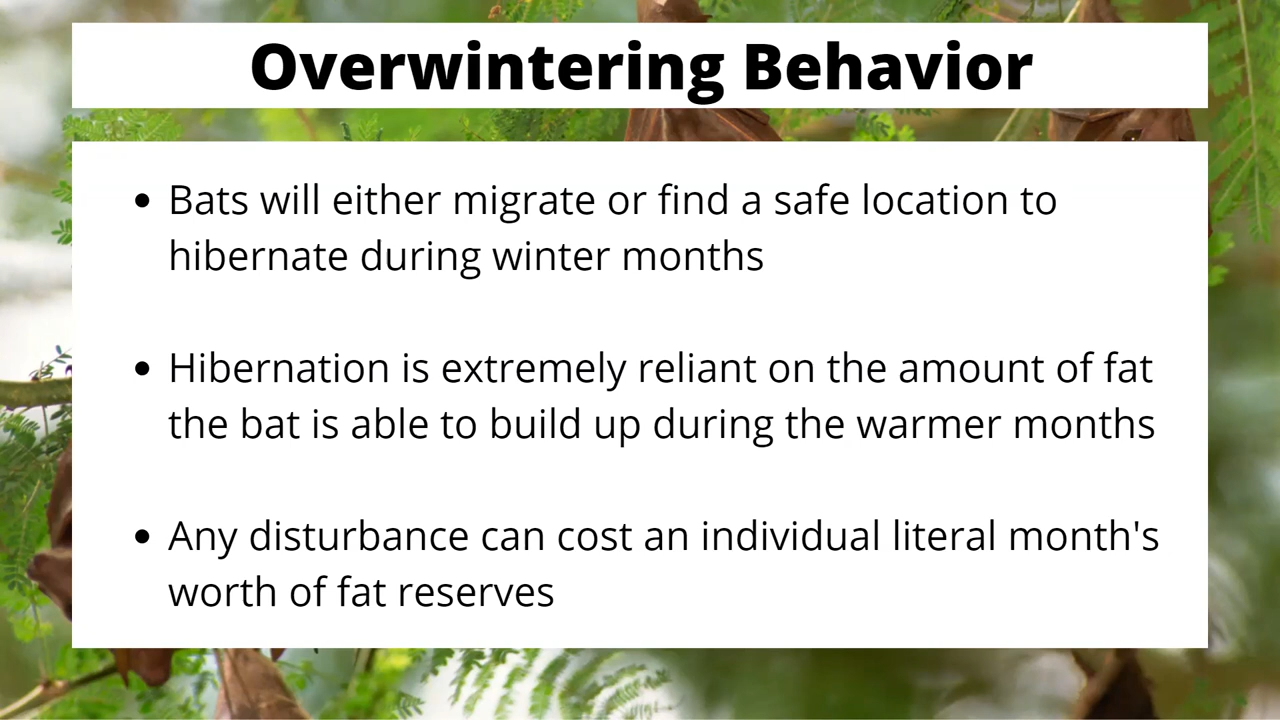 Overwintering Behavior
• Bats will either migrate or find a safe location to
hibernate during winter months
• Hibernation is extremely reliant on the amount of fat
the bat is able to build up during the warmer months
• Any disturbance can cost an individual literal month's
worth of fat reserves